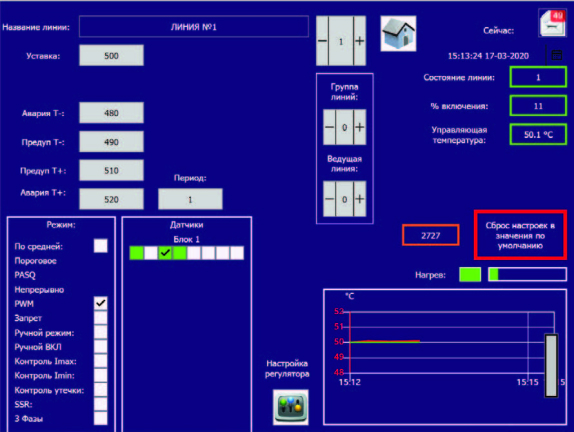 Название линии:
ЛИНИЯ №1
- 1 +
49
Сейчас:
15:13:24 17-03-2020
Уставка:
500
Состояние линии:
1
% включения:
11
Управляющая
температура:
50.1 °C
Группа
линий:
- 0 +
Ведущая
линия:
- 0 +
Авария Т-:
480
Предуп Т-:
490
Предуп Т+:
510
Авария Т+:
520
Период:
1
Режим:
По средней:
Пороговое
PASQ
Непрерывно
PWM
Запрет
Ручной режим:
Ручной ВКЛ
Контроль Imax:
Контроль Imin:
Контроль утечки:
SSR:
3 Фазы
Датчики
Блок 1
2727
Сброс настроек в
значения по
умолчанию
Нагрев:
Настройка
регулятора
°C
51
50
49
15:12
15:15